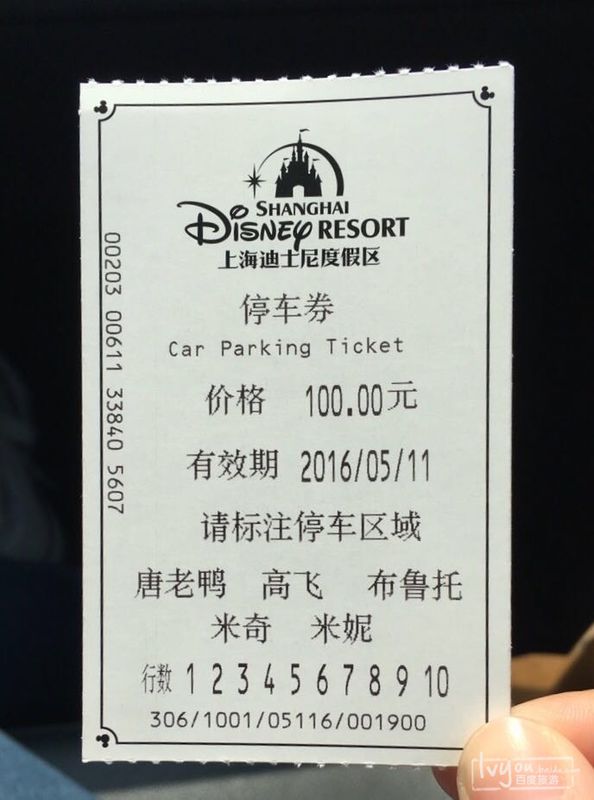 SHANGHAI
Disney RESORT
上海迪士尼度假区
停车券
Car Parking Ticket
价格 100.00元
有效期 2016/05/11
请标注停车区域
唐老鸭 高飞 布鲁托
米奇 米妮
行数 1 2 3 4 5 6 7 8 9 10
306/1001/05116/001900
00203 00611 33840 5607
lvyou.baidu.com
百度旅游